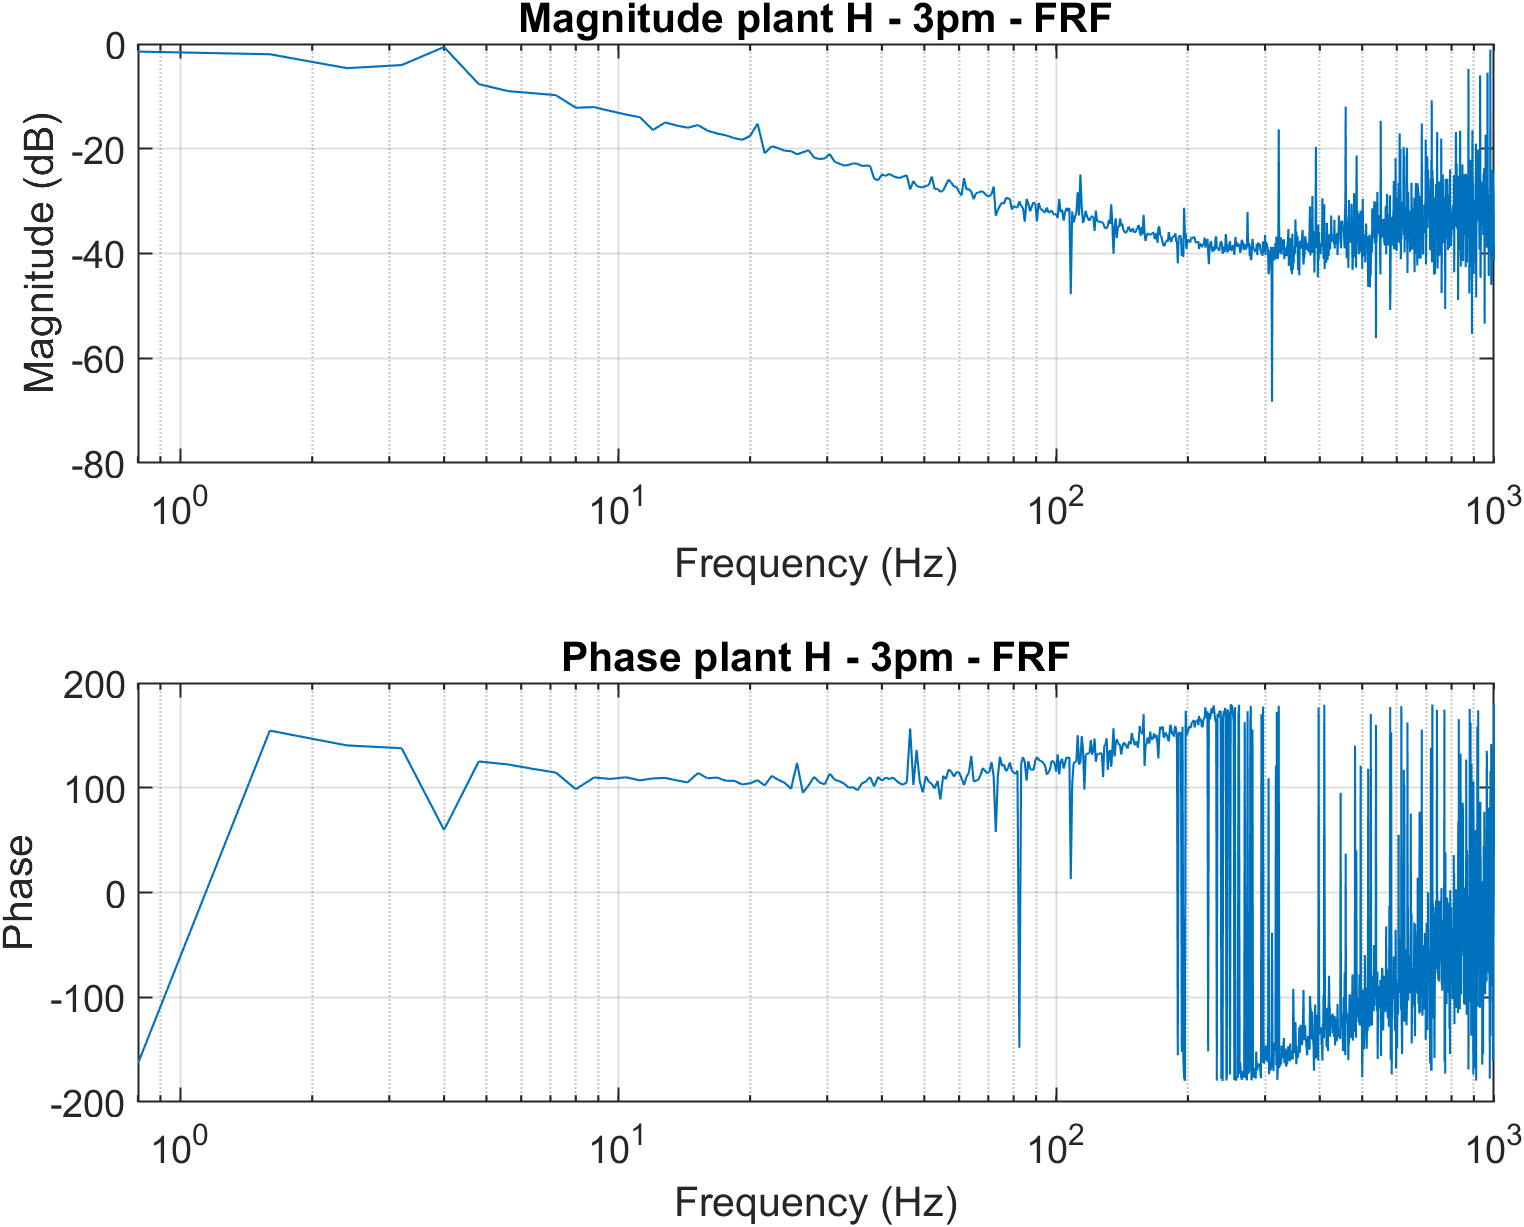 Magnitude plant H - 3pm - FRF
0
-20
-40
-60
-80
Magnitude (dB)
10^0 10^1 10^2 10^3
Frequency (Hz)
Phase plant H - 3pm - FRF
200
100
0
-100
-200
Phase
10^0 10^1 10^2 10^3
Frequency (Hz)